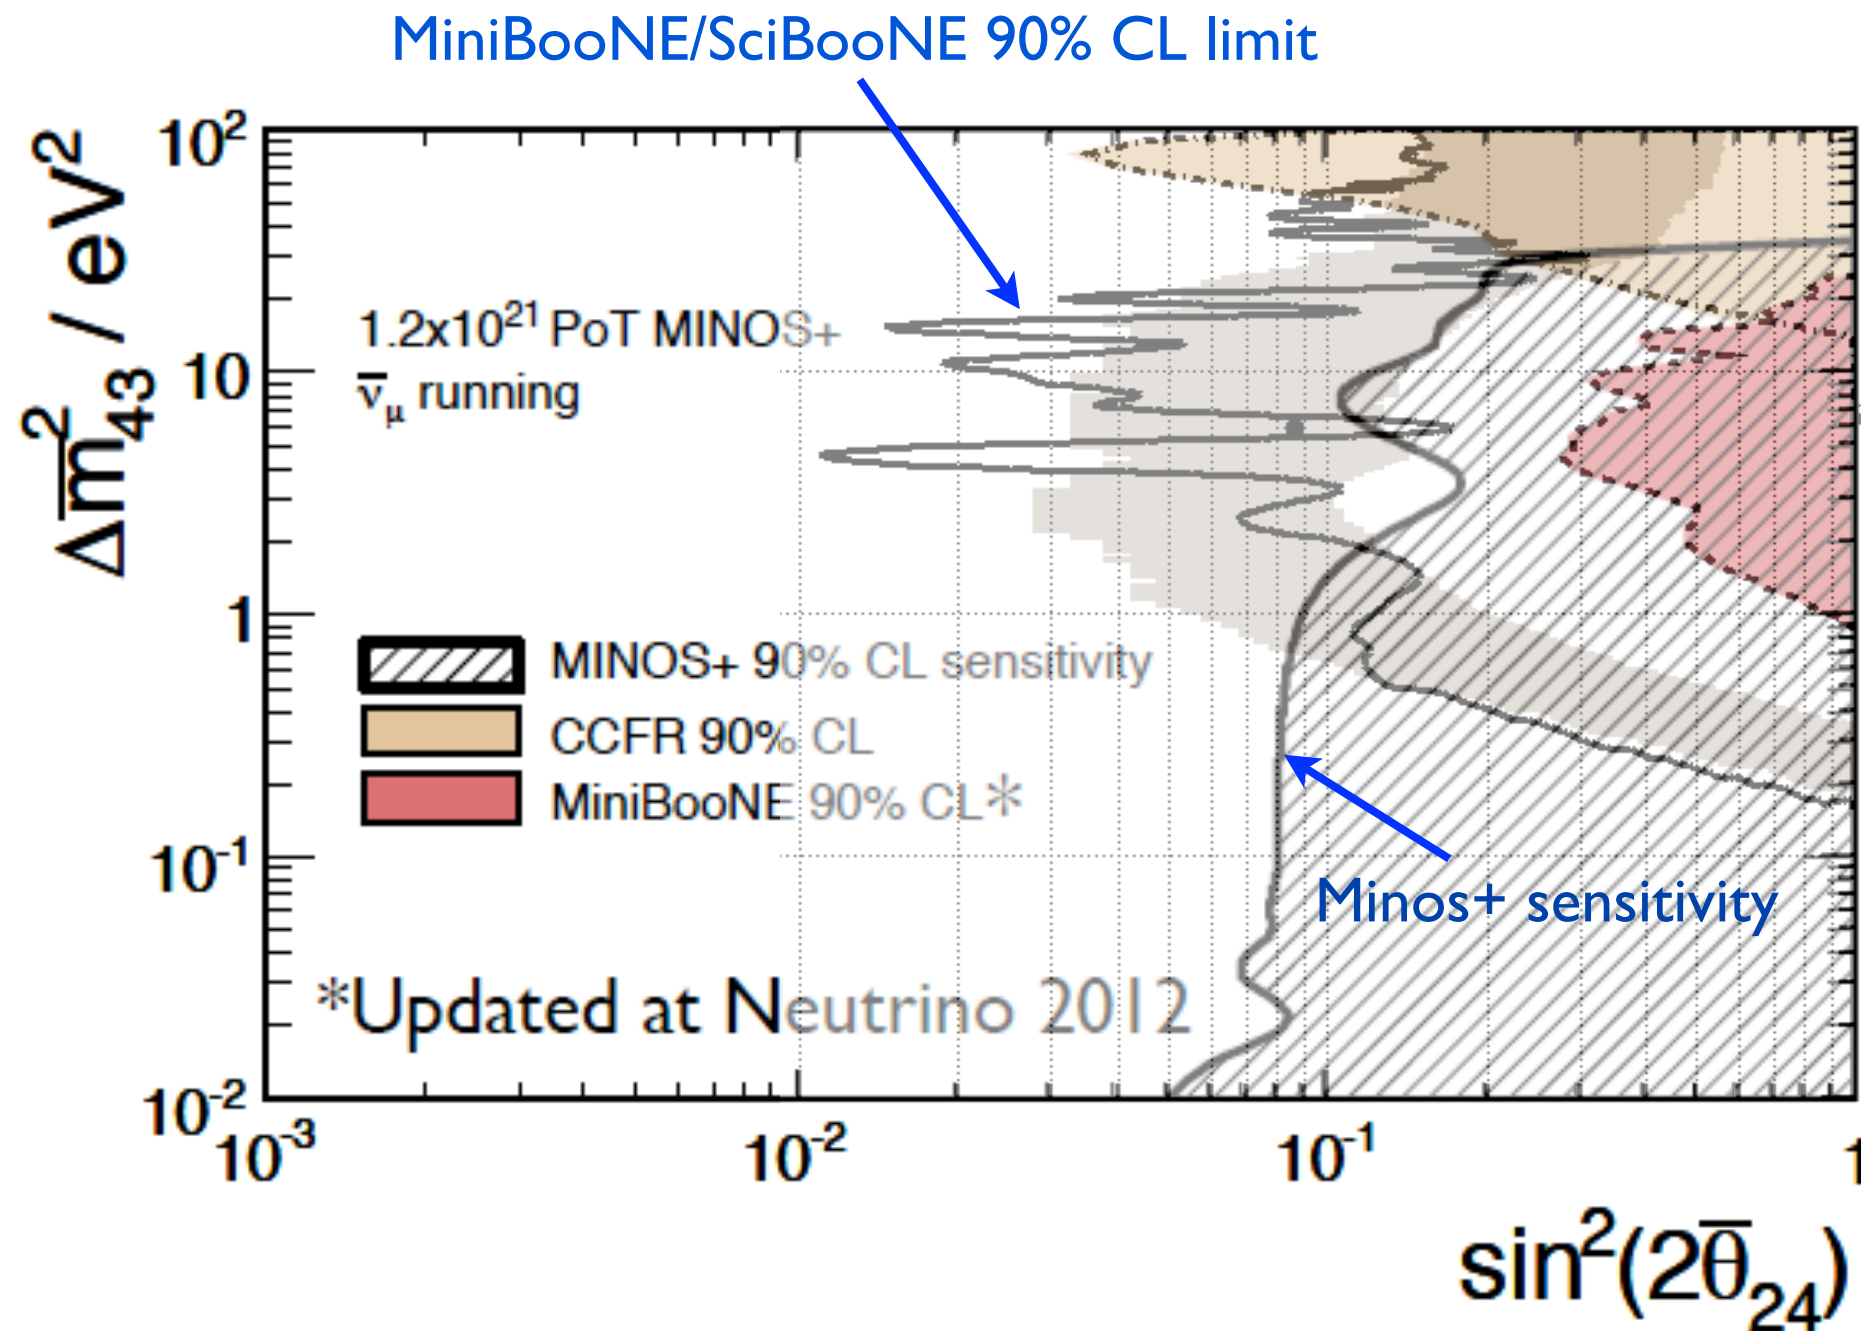 MiniBooNE/SciBooNE 90% CL limit
Δm̅²₄₃ / eV²
10²
10
1
10⁻¹
10⁻²
1.2x10²¹ PoT MINOS+
ν̅μ running
MINOS+ 90% CL sensitivity
CCFR 90% CL
MiniBooNE 90% CL*
Minos+ sensitivity
*Updated at Neutrino 2012
10⁻³
10⁻²
10⁻¹
1
sin²(2θ̅₂₄)